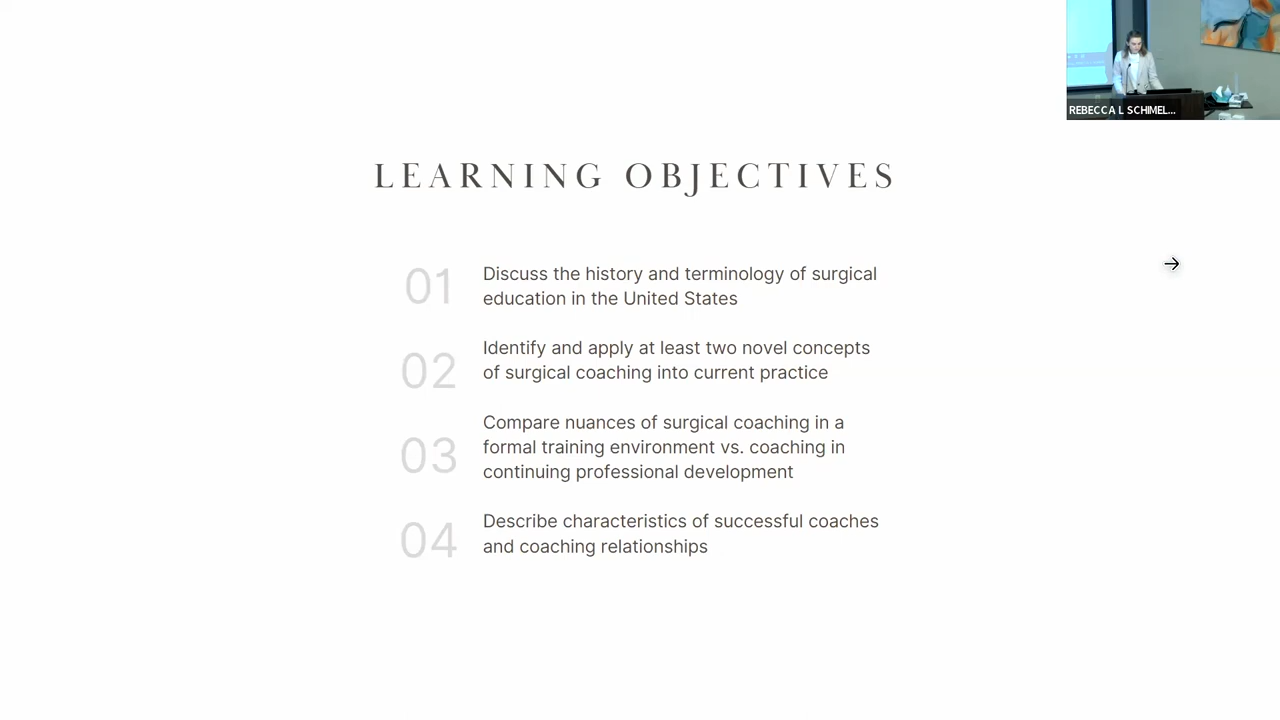 REBECCA L SCHIMEL...
LEARNING OBJECTIVES
01
Discuss the history and terminology of surgical
education in the United States
02
Identify and apply at least two novel concepts
of surgical coaching into current practice
03
Compare nuances of surgical coaching in a
formal training environment vs. coaching in
continuing professional development
04
Describe characteristics of successful coaches
and coaching relationships